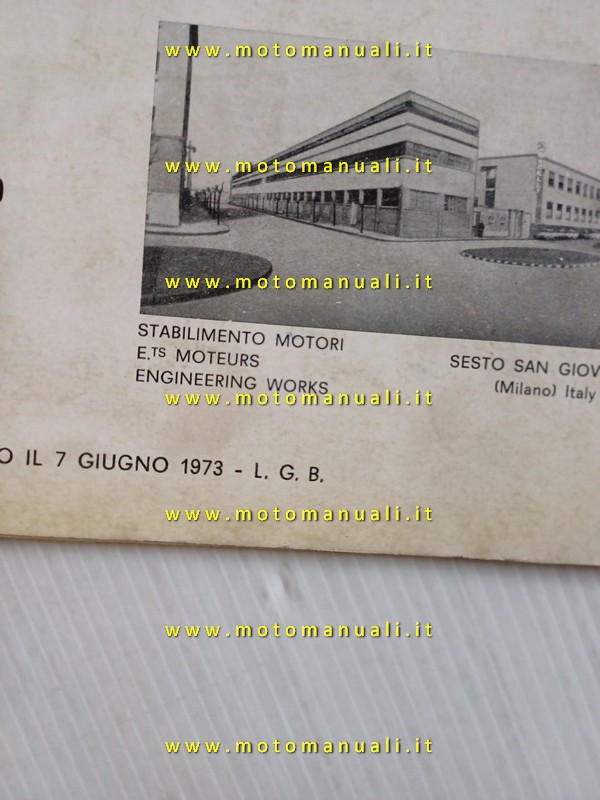 www.motomanuali.it
www.motomanuali.it
www.motomanuali.it
STABILIMENTO MOTORI
E.TS MOTEURS
ENGINEERING WORKS
SESTO SAN GIOV
(Milano) Italy
www.motomanuali.it
O IL 7 GIUGNO 1973 - L. G. B.
www.motomanuali.it
www.motomanuali.it
www.motomanuali.it